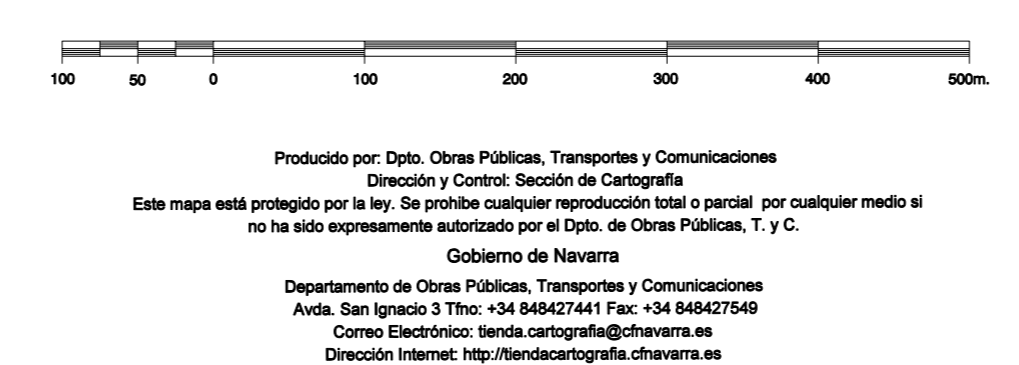 100 50 0 100 200 300 400 500m.
Producido por: Dpto. Obras Públicas, Transportes y Comunicaciones
Dirección y Control: Sección de Cartografía
Este mapa está protegido por la ley. Se prohibe cualquier reproducción total o parcial por cualquier medio si
no ha sido expresamente autorizado por el Dpto. de Obras Públicas, T. y C.
Gobierno de Navarra
Departamento de Obras Públicas, Transportes y Comunicaciones
Avda. San Ignacio 3 Tfno: +34 848427441 Fax: +34 848427549
Correo Electrónico: tienda.cartografia@cfnavarra.es
Dirección Internet: http://tiendacartografia.cfnavarra.es